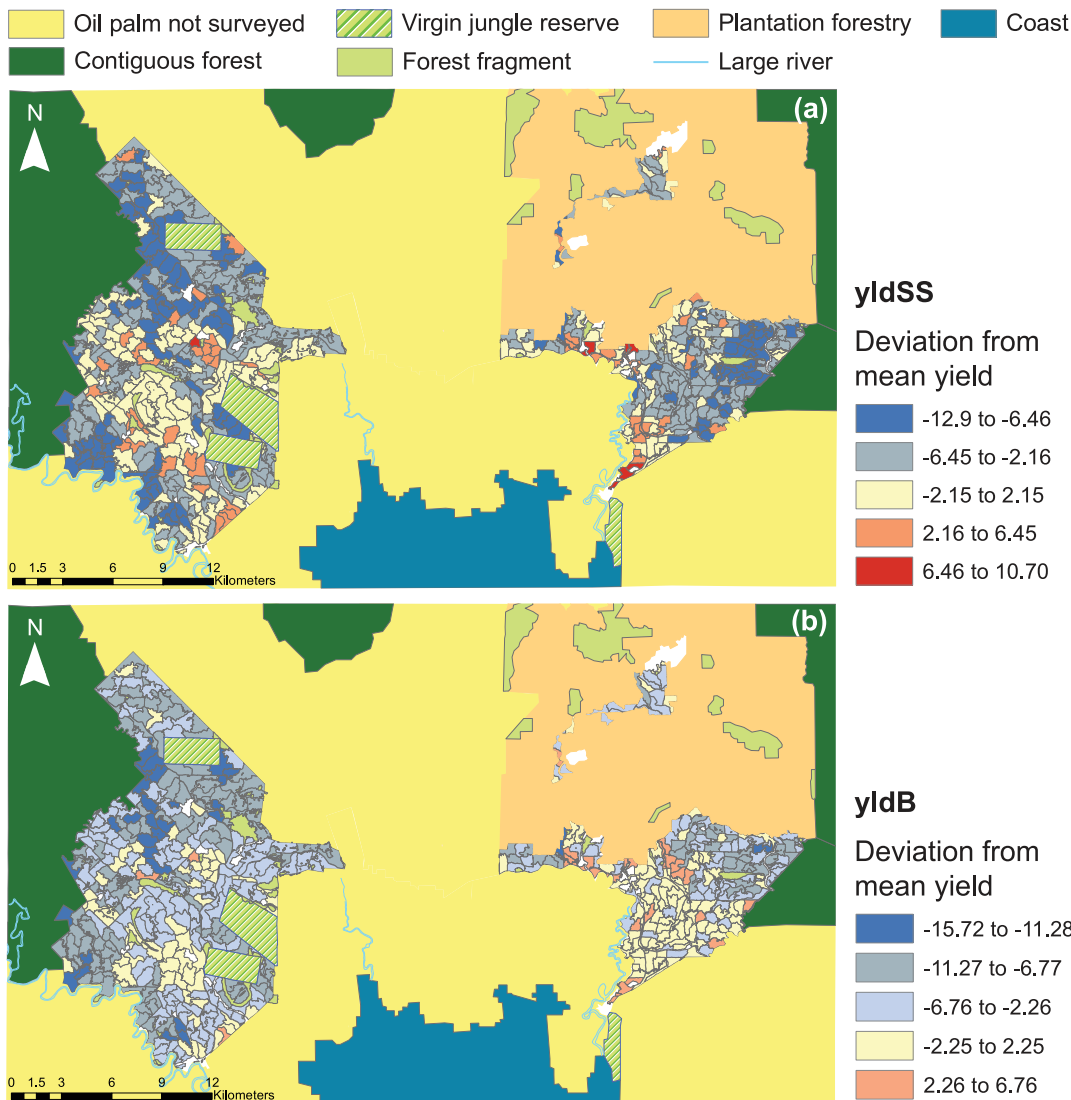 Oil palm not surveyed
Virgin jungle reserve
Plantation forestry
Coast
Contiguous forest
Forest fragment
Large river
(a)
N
0 1.5 3 6 9 12
Kilometers
yldSS
Deviation from
mean yield
-12.9 to -6.46
-6.45 to -2.16
-2.15 to 2.15
2.16 to 6.45
6.46 to 10.70
(b)
N
0 1.5 3 6 9 12
Kilometers
yldB
Deviation from
mean yield
-15.72 to -11.28
-11.27 to -6.77
-6.76 to -2.26
-2.25 to 2.25
2.26 to 6.76